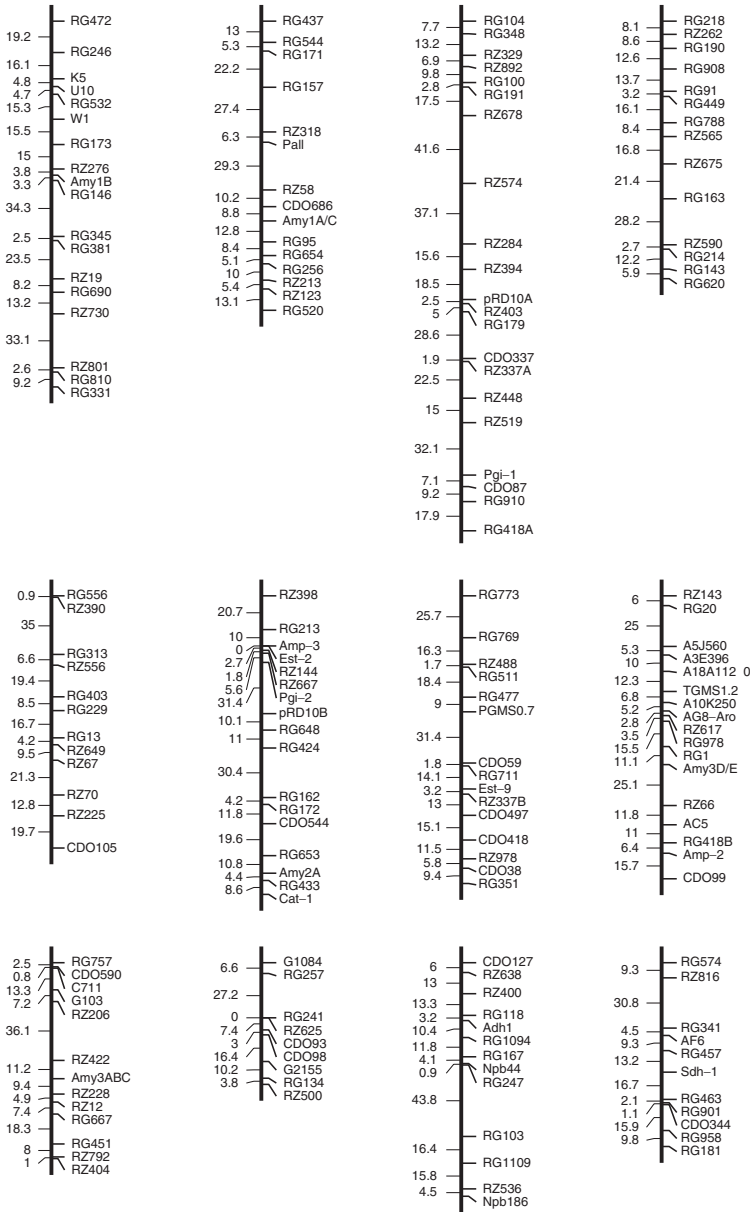 RG472
19.2
RG246
16.1
K5
4.8
U10
4.7
RG532
15.3
W1
15.5
RG173
15
RZ276
3.8
Amy1B
3.3
RG146
34.3
RG345
2.5
RG381
23.5
RZ19
8.2
RG690
13.2
RZ730
33.1
RZ801
2.6
RG810
9.2
RG331
RG437
13
RG544
5.3
RG171
22.2
RG157
27.4
RZ318
6.3
Pall
29.3
RZ58
10.2
CDO686
8.8
Amy1A/C
12.8
RG95
8.4
RG654
5.1
RG256
10
RZ213
5.4
RZ123
13.1
RG520
RG104
7.7
RG348
13.2
RZ329
6.9
RZ892
9.8
RG100
2.8
RG191
17.5
RZ678
41.6
RZ574
37.1
RZ284
15.6
RZ394
18.5
pRD10A
2.5
RZ403
5
RG179
28.6
CDO337
1.9
RZ337A
22.5
RZ448
15
RZ519
32.1
Pgi–1
7.1
CDO87
9.2
RG910
17.9
RG418A
RG218
8.1
RZ262
8.6
RG190
12.6
RG908
13.7
RG91
3.2
RG449
16.1
RG788
8.4
RZ565
16.8
RZ675
21.4
RG163
28.2
RZ590
2.7
RG214
12.2
RG143
5.9
RG620
RG556
0.9
RZ390
35
RG313
6.6
RZ556
19.4
RG403
8.5
RG229
16.7
RG13
4.2
RZ649
9.5
RZ67
21.3
RZ70
12.8
RZ225
19.7
CDO105
RZ398
20.7
RG213
10
Amp–3
0
Est–2
2.7
RZ144
1.8
RZ667
5.6
Pgi–2
31.4
pRD10B
10.1
RG648
11
RG424
30.4
RG162
4.2
RG172
11.8
CDO544
19.6
RG653
10.8
Amy2A
4.4
RG433
8.6
Cat–1
RG773
25.7
RG769
16.3
RZ488
1.7
RG511
18.4
RG477
9
PGMS0.7
31.4
CDO59
1.8
RG711
14.1
Est–9
3.2
RZ337B
13
CDO497
15.1
CDO418
11.5
RZ978
5.8
CDO38
9.4
RG351
RZ143
6
RG20
25
A5J560
5.3
A3E396
10
A18A112 0
12.3
TGMS1.2
6.8
A10K250
5.2
AG8–Aro
2.8
RZ617
3.5
RG978
15.5
RG1
11.1
Amy3D/E
25.1
RZ66
11.8
AC5
11
RG418B
6.4
Amp–2
15.7
CDO99
RG757
2.5
CDO590
0.8
C711
13.3
G103
7.2
RZ206
36.1
RZ422
11.2
Amy3ABC
9.4
RZ228
4.9
RZ12
7.4
RG667
18.3
RG451
8
RZ792
1
RZ404
G1084
6.6
RG257
27.2
RG241
0
RZ625
7.4
CDO93
3
CDO98
16.4
G2155
10.2
RG134
3.8
RZ500
CDO127
6
RZ638
13
RZ400
13.3
RG118
3.2
Adh1
10.4
RG1094
11.8
RG167
4.1
Npb44
0.9
RG247
43.8
RG103
16.4
RG1109
15.8
RZ536
4.5
Npb186
RG574
9.3
RZ816
30.8
RG341
4.5
AF6
9.3
RG457
13.2
Sdh–1
16.7
RG463
2.1
RG901
1.1
CDO344
15.9
RG958
9.8
RG181